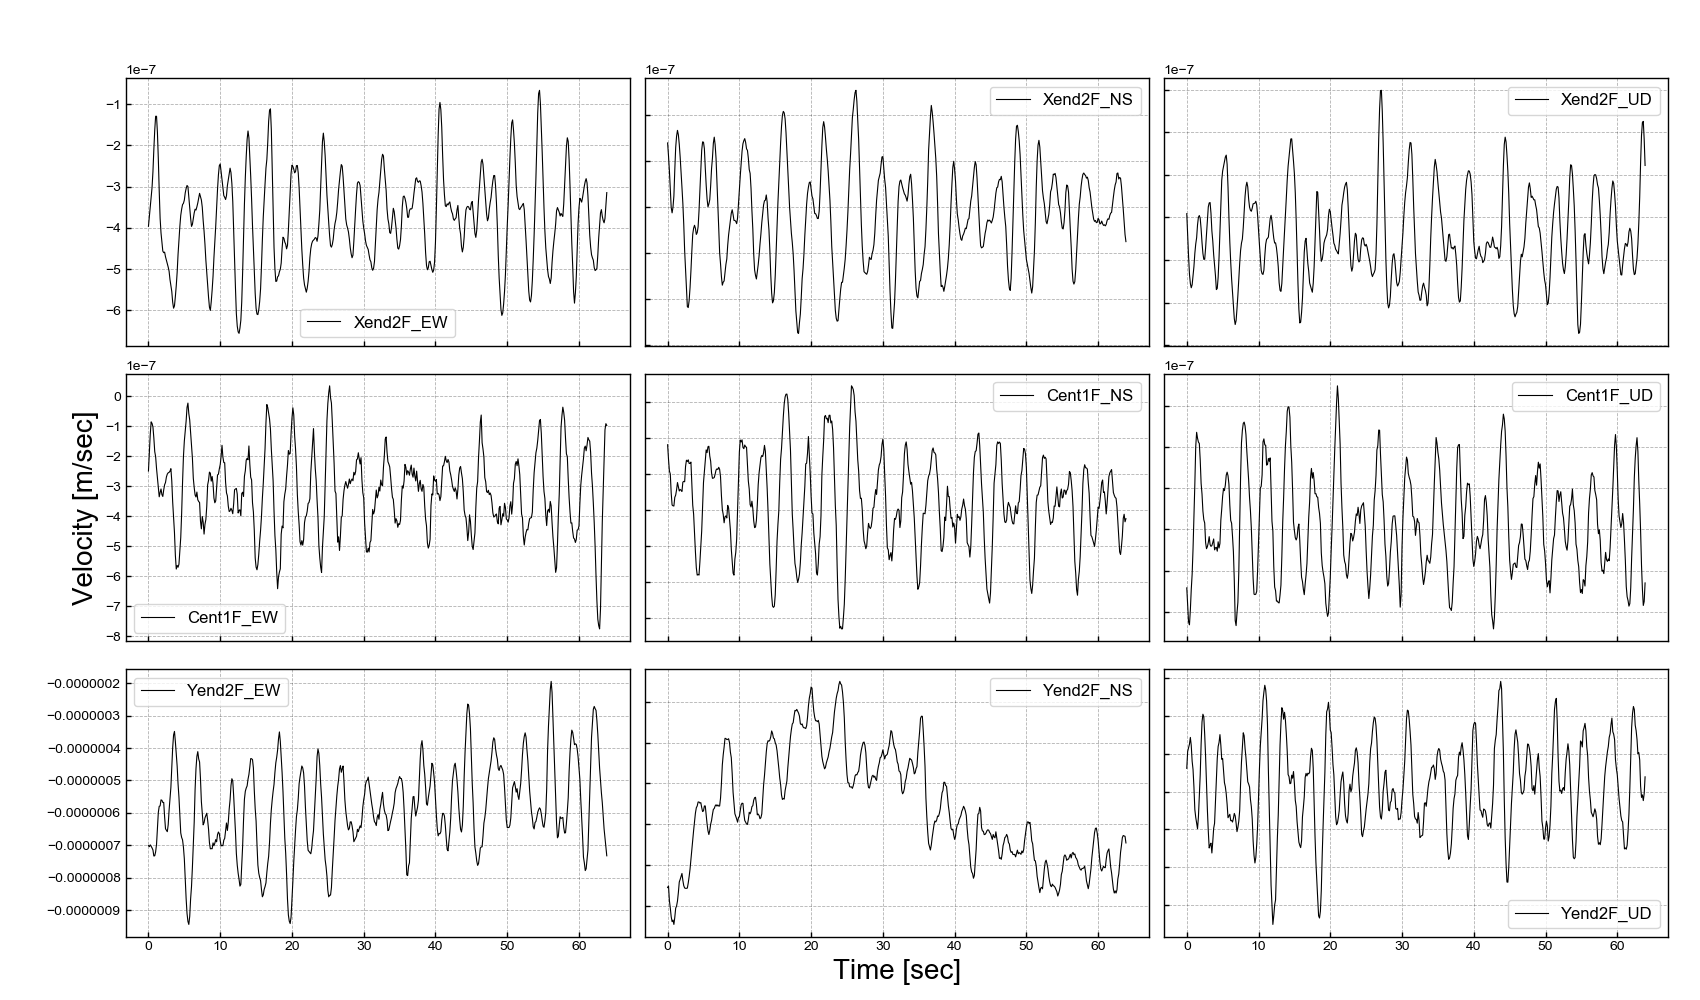 1e−7 1e−7 1e−7
−1
−2
−3
−4
−5
−6
Xend2F_EW
Xend2F_NS
Xend2F_UD
1e−7 1e−7
0
−1
−2
−3
−4
−5
−6
−7
−8
Cent1F_EW
Cent1F_NS
Cent1F_UD
Velocity [m/sec]
−0.0000002
−0.0000003
−0.0000004
−0.0000005
−0.0000006
−0.0000007
−0.0000008
−0.0000009
Yend2F_EW
Yend2F_NS
Yend2F_UD
0 10 20 30 40 50 60
0 10 20 30 40 50 60
0 10 20 30 40 50 60
Time [sec]